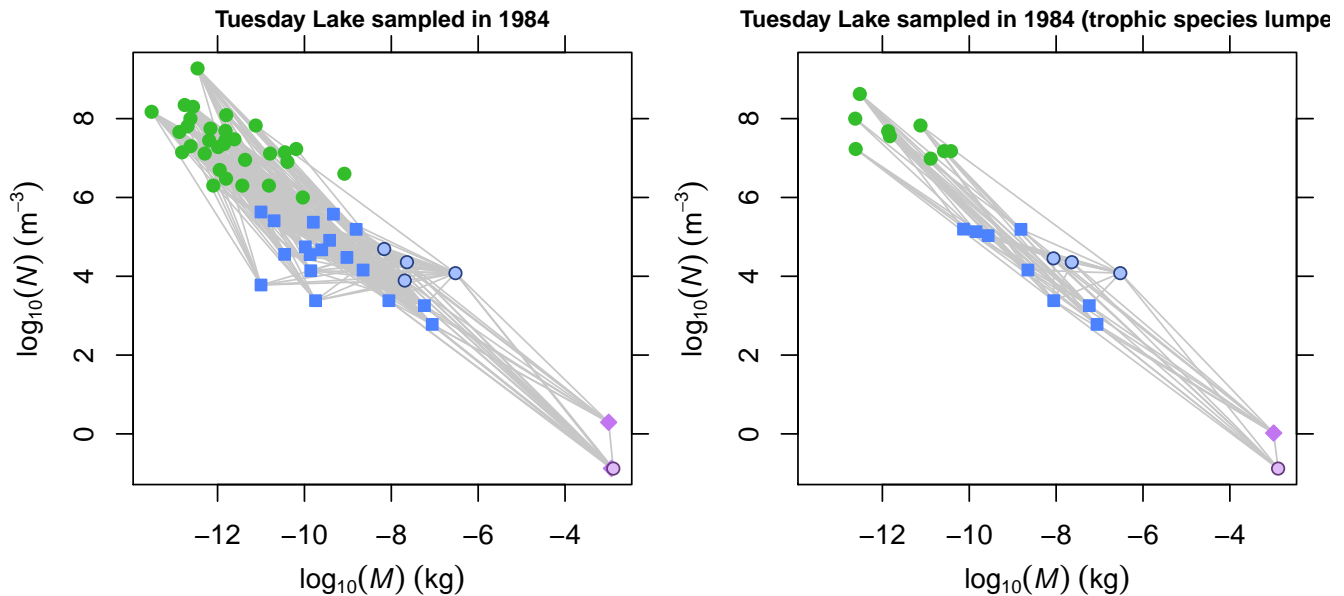 Tuesday Lake sampled in 1984
8
6
4
2
0
log₁₀(N) (m⁻³)
−12 −10 −8 −6 −4
log₁₀(M) (kg)
Tuesday Lake sampled in 1984 (trophic species lumpe
8
6
4
2
0
log₁₀(N) (m⁻³)
−12 −10 −8 −6 −4
log₁₀(M) (kg)